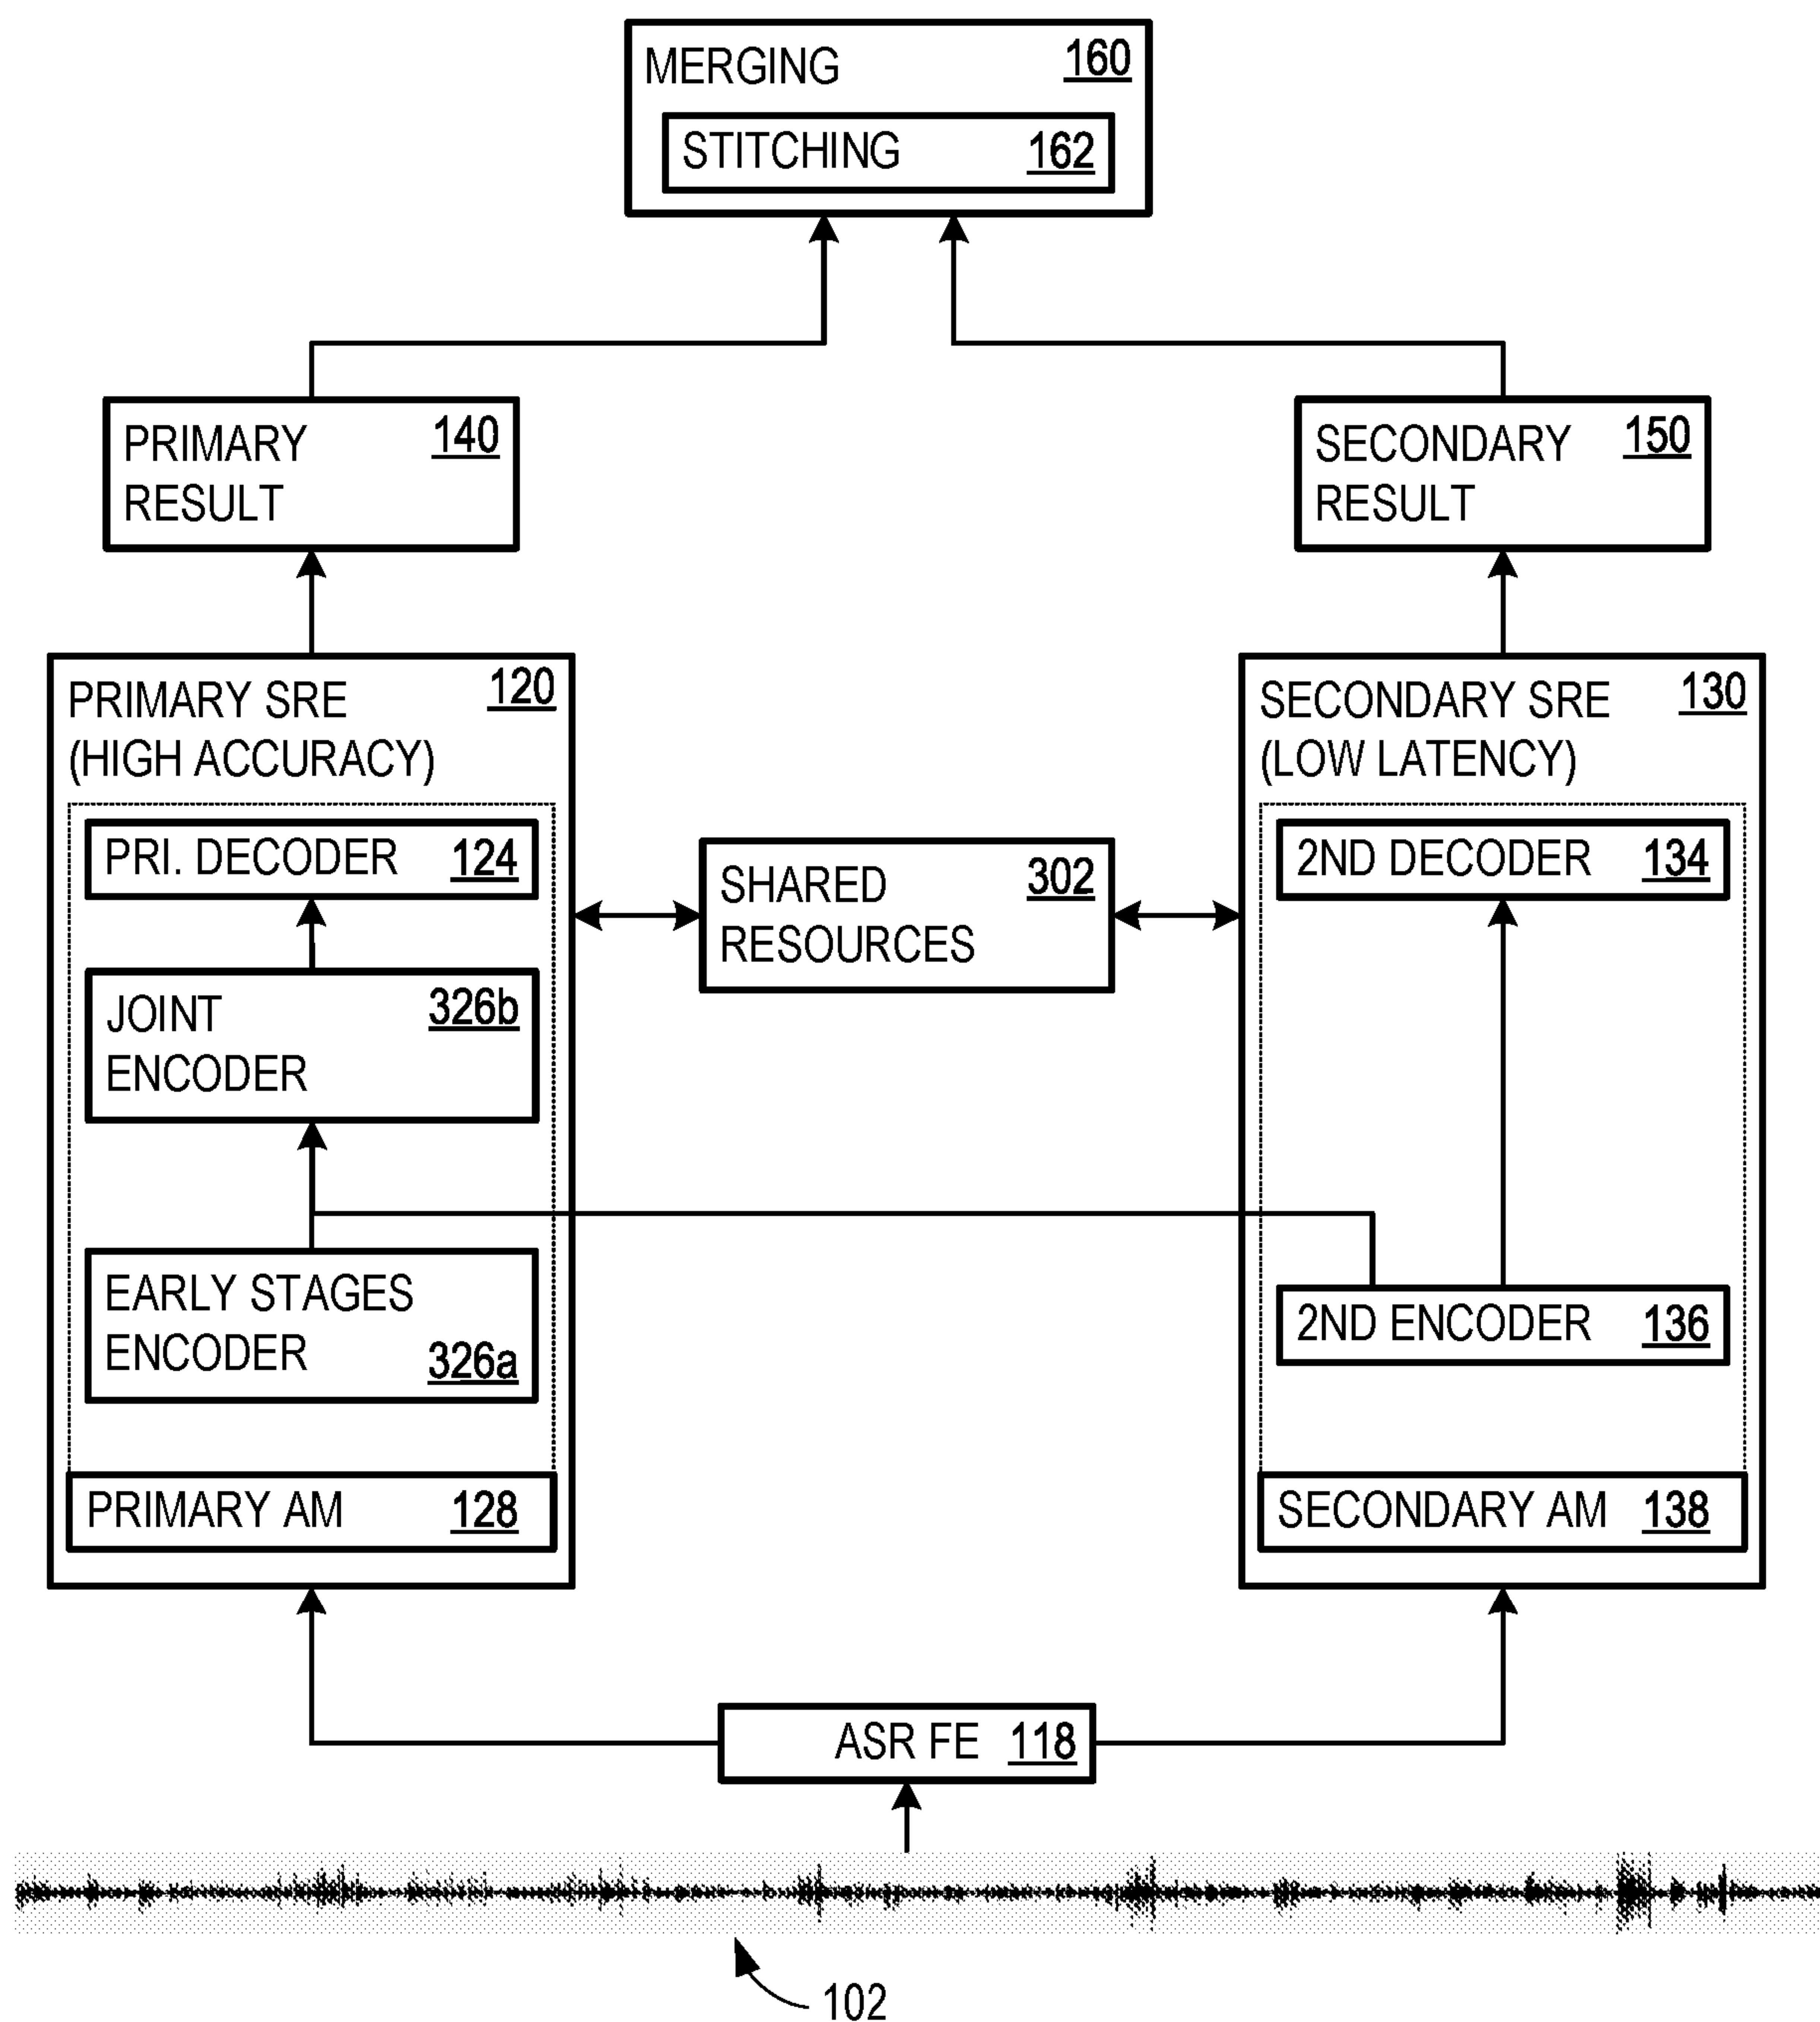 MERGING 160
STITCHING 162
PRIMARY 140
RESULT
SECONDARY 150
RESULT
PRIMARY SRE 120
(HIGH ACCURACY)
SECONDARY SRE 130
(LOW LATENCY)
PRI. DECODER 124
SHARED 302
RESOURCES
2ND DECODER 134
JOINT 326b
ENCODER
EARLY STAGES
ENCODER 326a
2ND ENCODER 136
PRIMARY AM 128
SECONDARY AM 138
ASR FE 118
102